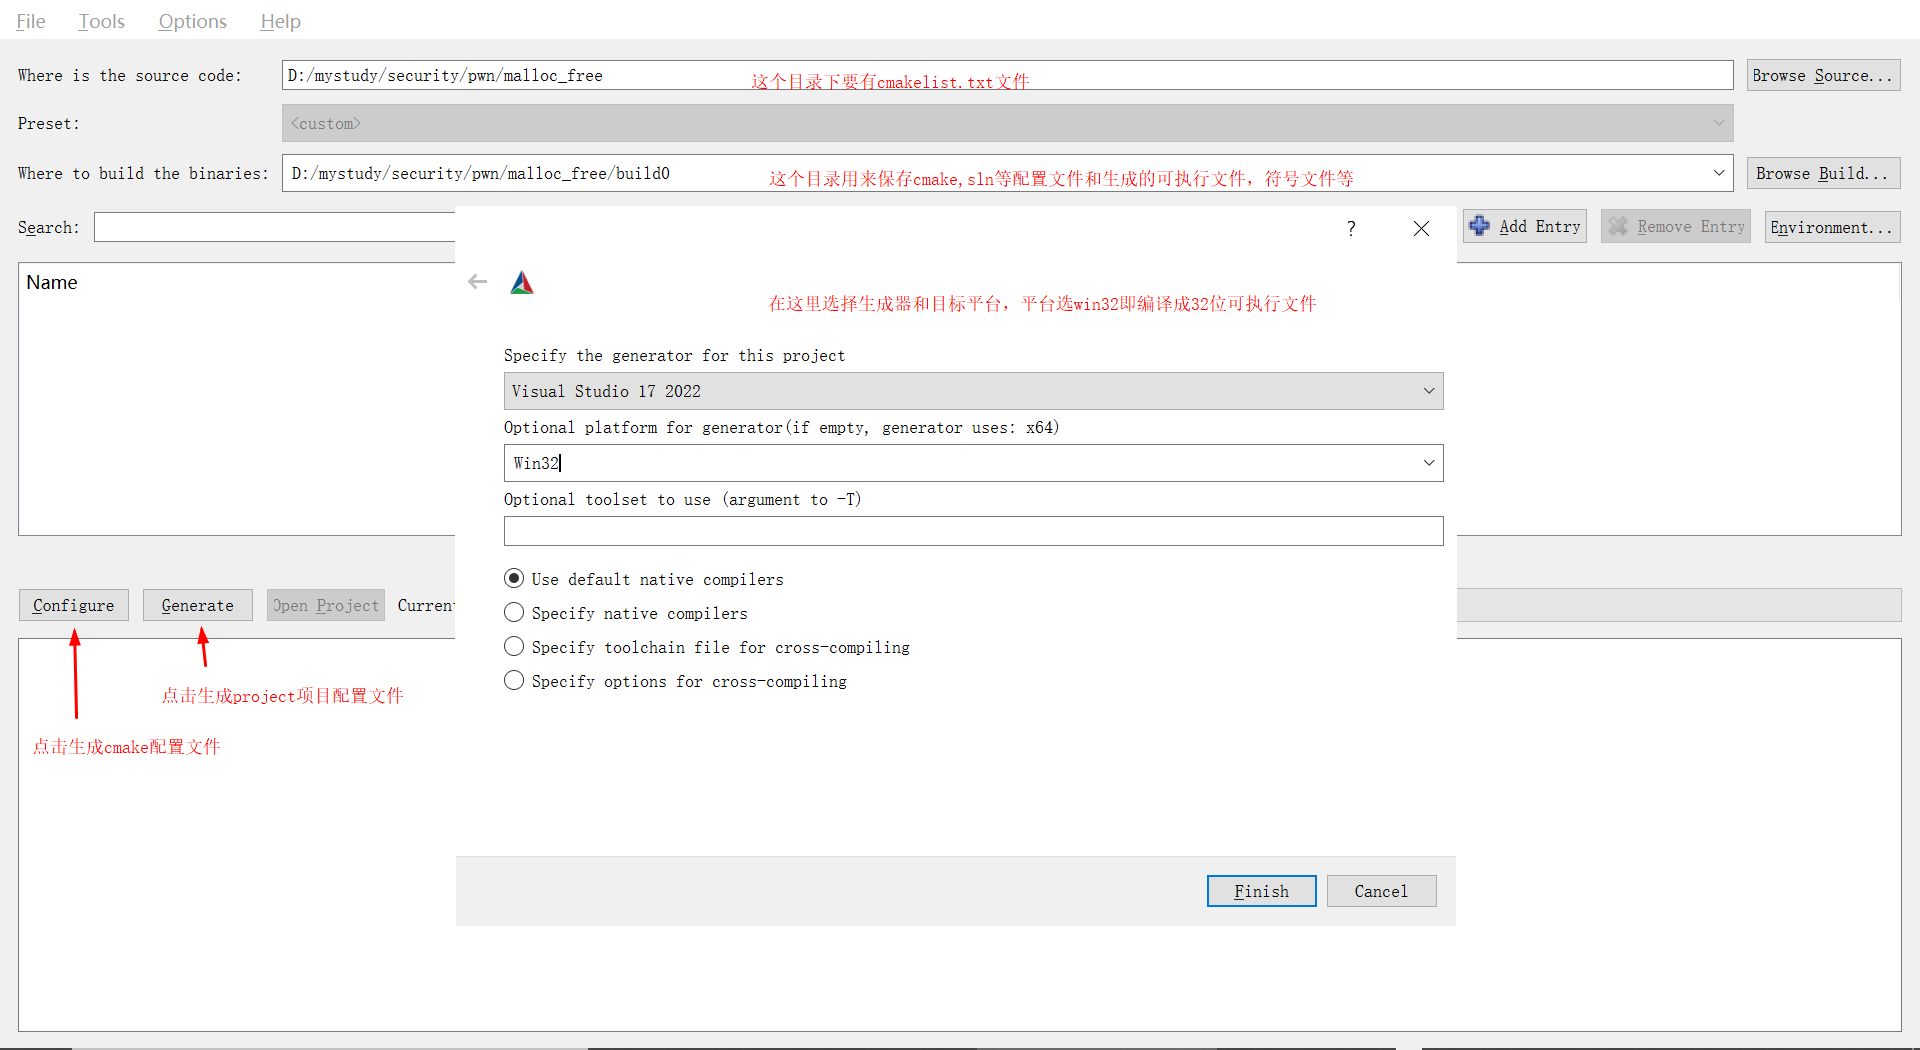 File Tools Options Help
Where is the source code: D:/mystudy/security/pwn/malloc_free 这个目录下要有cmakelist.txt文件 Browse Source...
Preset: <custom>
Where to build the binaries: D:/mystudy/security/pwn/malloc_free/build0 这个目录用来保存cmake,sln等配置文件和生成的可执行文件，符号文件等 Browse Build...
Search: ? Add Entry Remove Entry Environment...
Name
在这里选择生成器和目标平台，平台选win32即编译成32位可执行文件
Specify the generator for this project
Visual Studio 17 2022
Optional platform for generator(if empty, generator uses: x64)
Win32
Optional toolset to use (argument to -T)
Use default native compilers
Specify native compilers
Specify toolchain file for cross-compiling
Specify options for cross-compiling
Configure Generate Open Project Curren
点击生成project项目配置文件
点击生成cmake配置文件
Finish Cancel